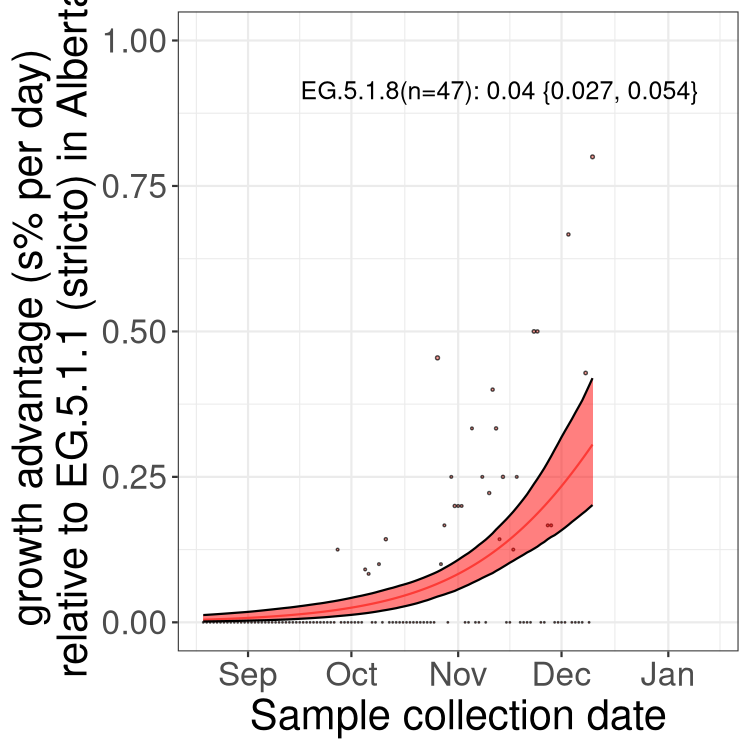 growth advantage (s% per day)
relative to EG.5.1.1 (stricto) in Alberta
1.00
0.75
0.50
0.25
0.00
EG.5.1.8(n=47): 0.04 {0.027, 0.054}
Sep Oct Nov Dec Jan
Sample collection date